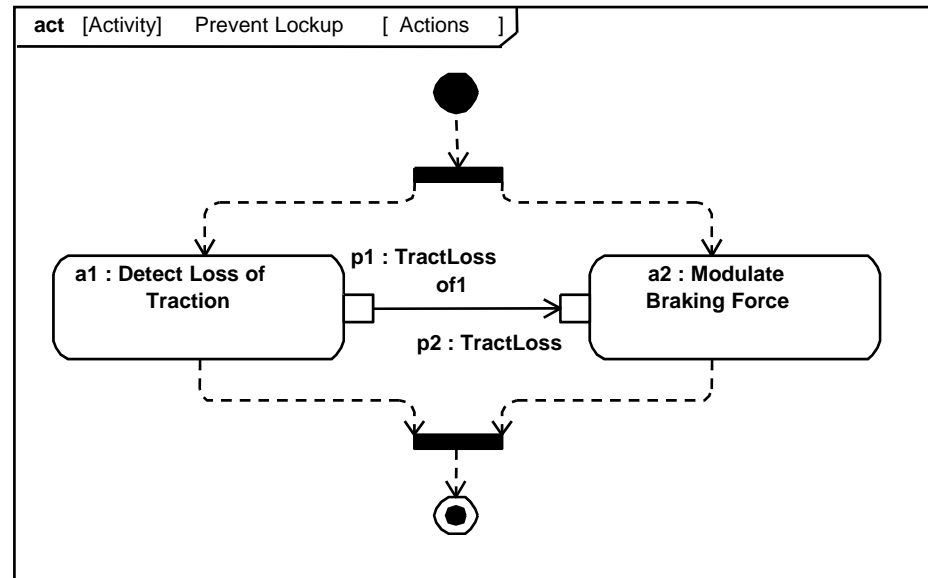 act [Activity] Prevent Lockup [ Actions ]
a1 : Detect Loss of
Traction
p1 : TractLoss
of1
p2 : TractLoss
a2 : Modulate
Braking Force